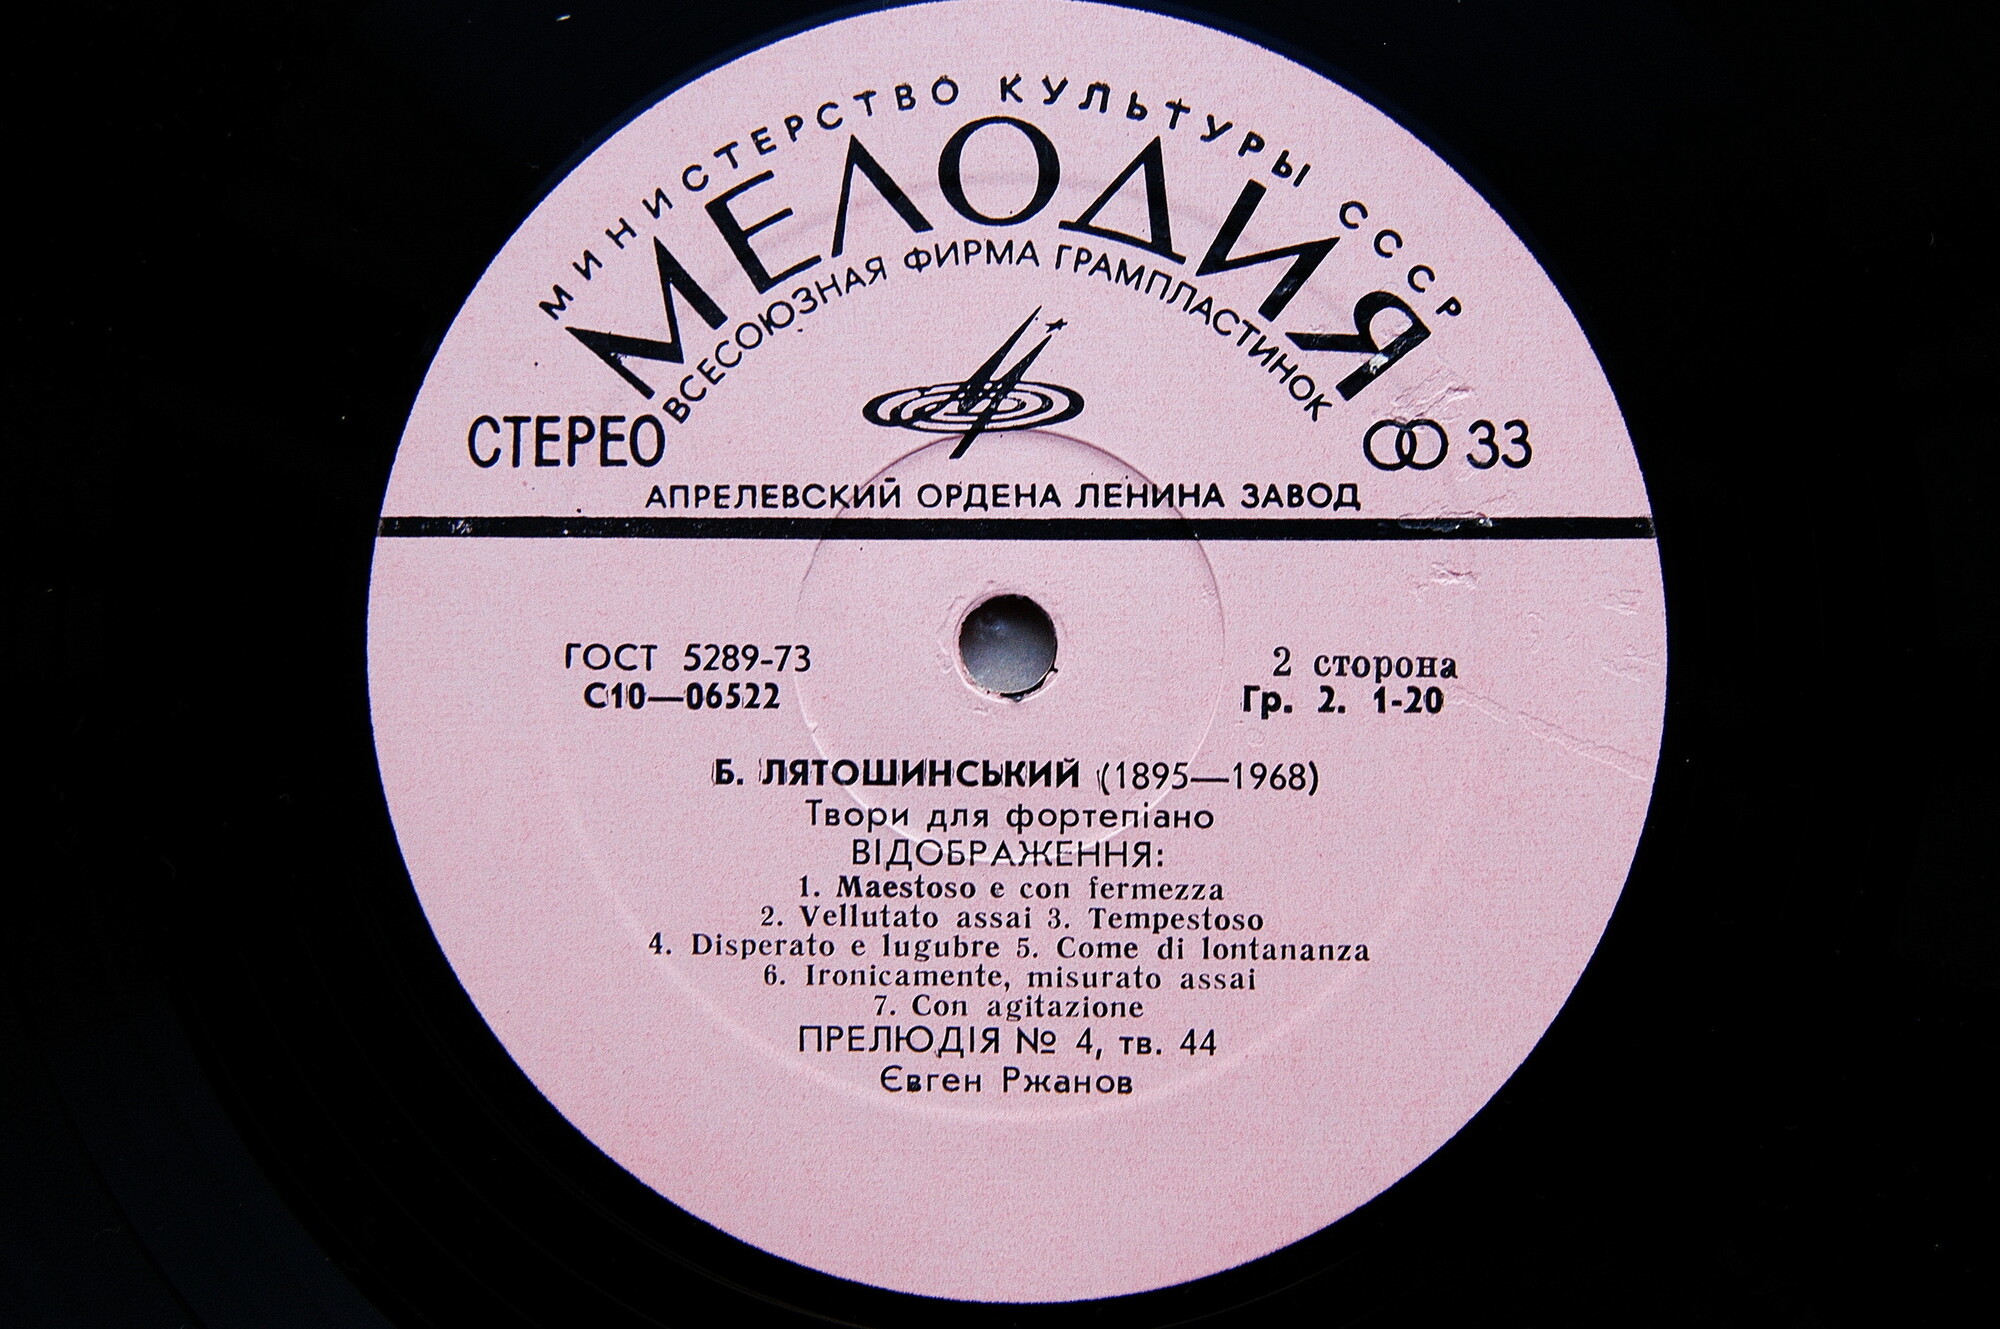 МИНИСТЕРСТВО КУЛЬТУРЫ СССР
МЕЛОДИЯ
ВСЕСОЮЗНАЯ ФИРМА ГРАМПЛАСТИНОК
СТЕРЕО
33
АПРЕЛЕВСКИЙ ОРДЕНА ЛЕНИНА ЗАВОД
ГОСТ 5289-73
С10—06522
2 сторона
Гр. 2. 1-20
Б. ЛЯТОШИНСЬКИЙ (1895—1968)
Твори для фортепіано
ВІДОБРАЖЕННЯ:
1. Maestoso e con fermezza
2. Vellutato assai 3. Tempestoso
4. Disperato e lugubre 5. Come di lontananza
6. Ironicamente, misurato assai
7. Con agitazione
ПРЕЛЮДІЯ № 4, тв. 44
Євген Ржанов